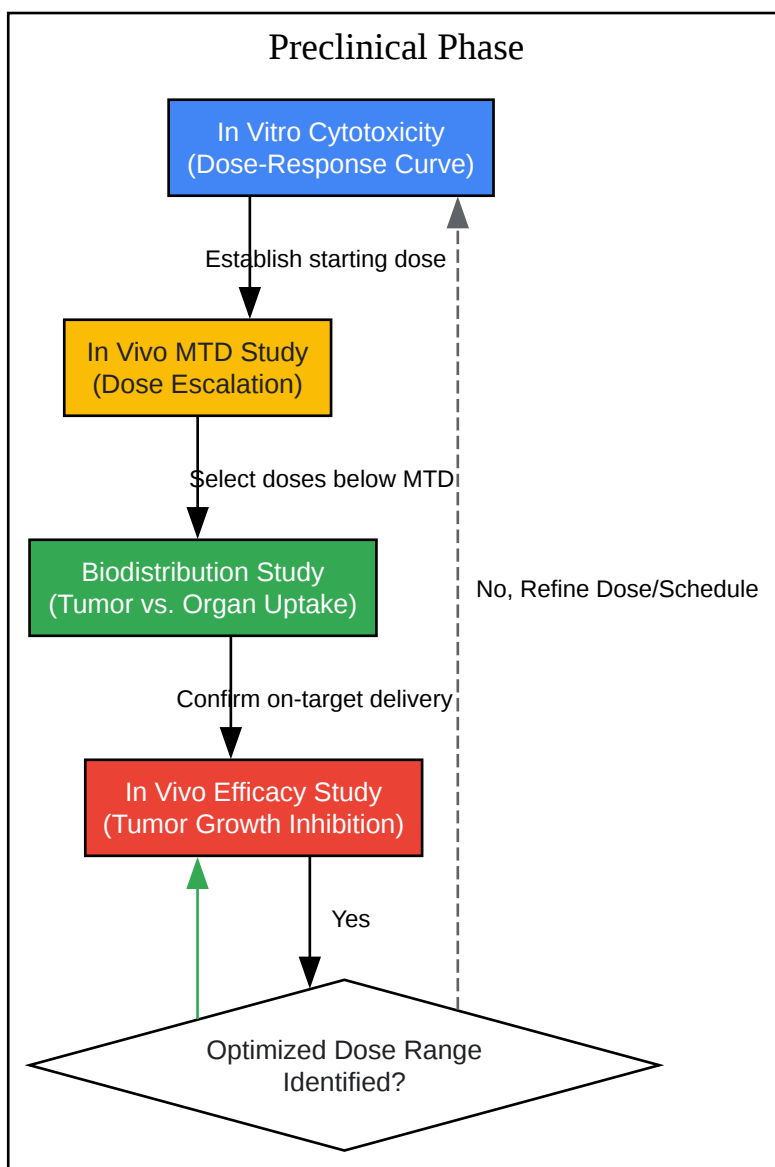 Preclinical Phase
In Vitro Cytotoxicity
(Dose-Response Curve)
Establish starting dose
In Vivo MTD Study
(Dose Escalation)
Select doses below MTD
Biodistribution Study
(Tumor vs. Organ Uptake)
No, Refine Dose/Schedule
Confirm on-target delivery
In Vivo Efficacy Study
(Tumor Growth Inhibition)
Yes
Optimized Dose Range
Identified?